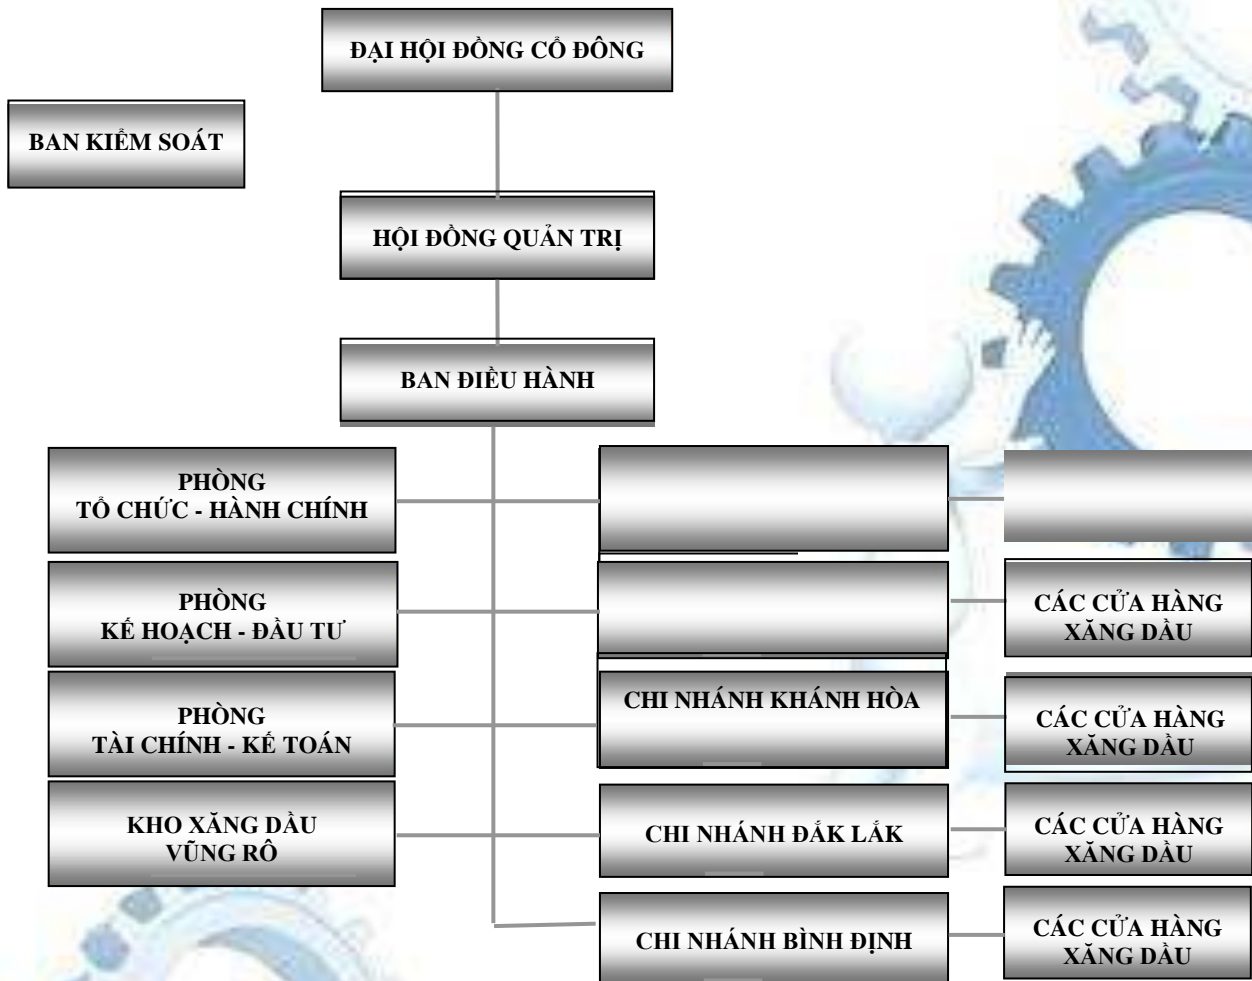 ĐẠI HỘI ĐỒNG CỔ ĐÔNG
BAN KIỂM SOÁT
HỘI ĐỒNG QUẢN TRỊ
BAN ĐIỀU HÀNH
PHÒNG
TỔ CHỨC - HÀNH CHÍNH
PHÒNG
KẾ HOẠCH - ĐẦU TƯ
CÁC CỬA HÀNG
XĂNG DẦU
PHÒNG
TÀI CHÍNH - KẾ TOÁN
CHI NHÁNH KHÁNH HÒA
CÁC CỬA HÀNG
XĂNG DẦU
KHO XĂNG DẦU
VŨNG RÔ
CHI NHÁNH ĐẮK LẮK
CÁC CỬA HÀNG
XĂNG DẦU
CHI NHÁNH BÌNH ĐỊNH
CÁC CỬA HÀNG
XĂNG DẦU